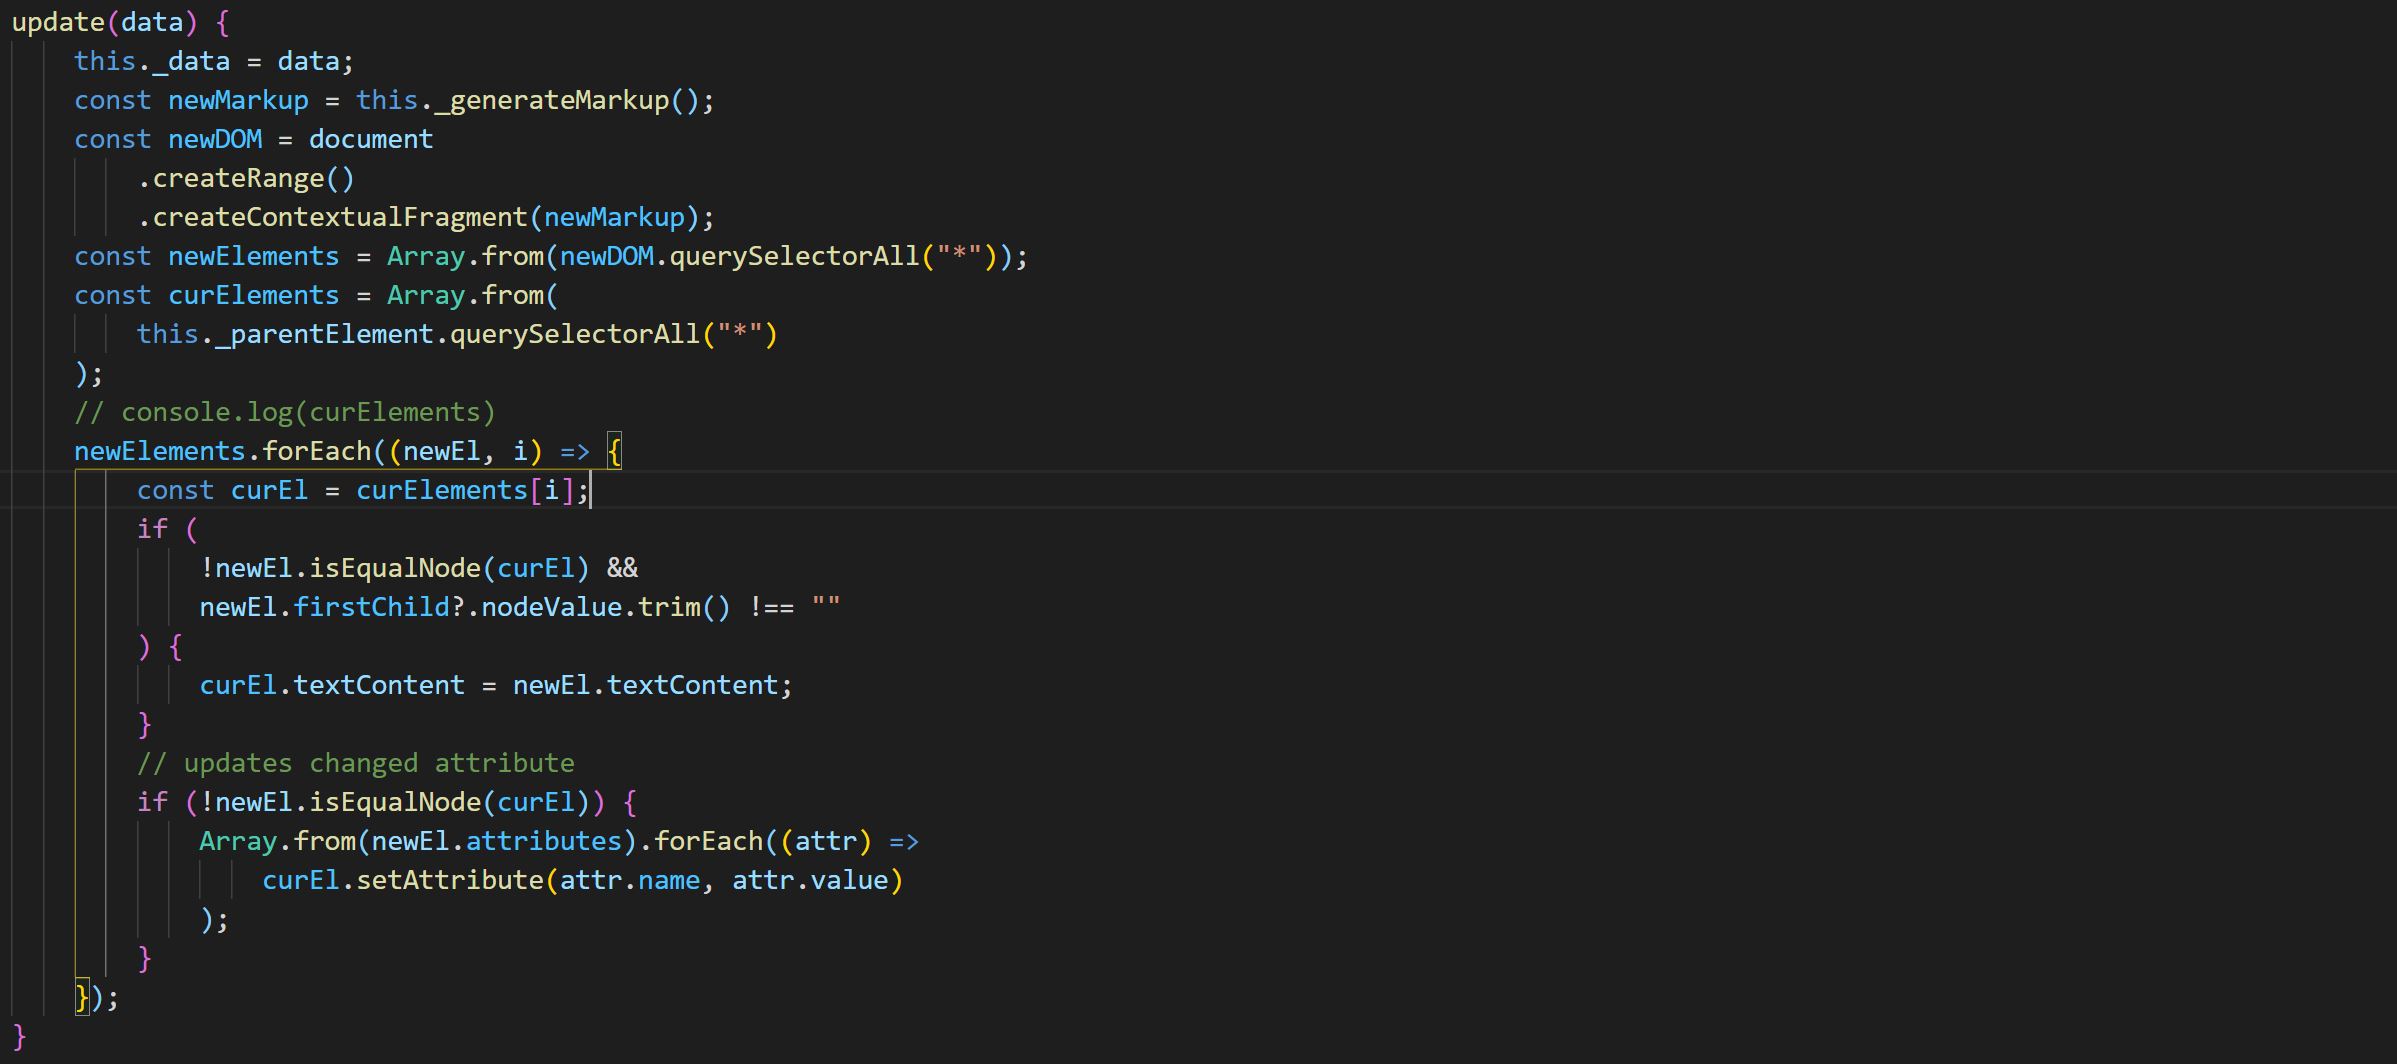 update(data) {
    this._data = data;
    const newMarkup = this._generateMarkup();
    const newDOM = document
        .createRange()
        .createContextualFragment(newMarkup);
    const newElements = Array.from(newDOM.querySelectorAll("*"));
    const curElements = Array.from(
        this._parentElement.querySelectorAll("*")
    );
    // console.log(curElements)
    newElements.forEach((newEl, i) => {
        const curEl = curElements[i];
        if (
            !newEl.isEqualNode(curEl) &&
            newEl.firstChild?.nodeValue.trim() !== ""
        ) {
            curEl.textContent = newEl.textContent;
        }
        // updates changed attribute
        if (!newEl.isEqualNode(curEl)) {
            Array.from(newEl.attributes).forEach((attr) =>
                curEl.setAttribute(attr.name, attr.value)
            );
        }
    });
}